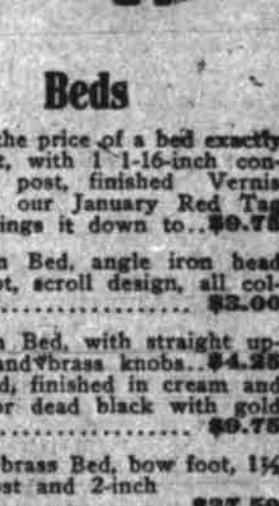 Beds
the price of a bed exactly
t, with 1 1-16-inch con-
post, finished Vernis
our January Red Tag
ings it down to..$9.75
n Bed, angle iron head
ot, scroll design, all col-
................. $3.00
n Bed, with straight up-
and brass knobs..$4.25
d, finished in cream and
or dead black with gold
................. $9.75
brass Bed, bow foot, 1½
ost and 2-inch